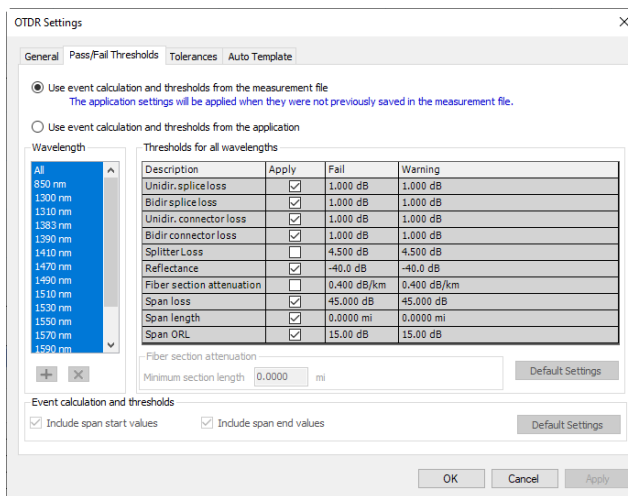 OTDR Settings
General Pass/Fail Thresholds Tolerances Auto Template
Use event calculation and thresholds from the measurement file
The application settings will be applied when they were not previously saved in the measurement file.
Use event calculation and thresholds from the application
Wavelength
All
850 nm
1300 nm
1310 nm
1383 nm
1390 nm
1410 nm
1470 nm
1490 nm
1510 nm
1530 nm
1550 nm
1570 nm
1590 nm
Thresholds for all wavelengths
Description Apply Fail Warning
Unidir. splice loss 1.000 dB 1.000 dB
Bidir splice loss 1.000 dB 1.000 dB
Unidir. connector loss 1.000 dB 1.000 dB
Bidir connector loss 1.000 dB 1.000 dB
Splitter Loss 4.500 dB 4.500 dB
Reflectance -40.0 dB -40.0 dB
Fiber section attenuation 0.400 dB/km 0.400 dB/km
Span loss 45.000 dB 45.000 dB
Span length 0.0000 mi 0.0000 mi
Span ORL 15.00 dB 15.00 dB
Fiber section attenuation
Minimum section length 0.0000 mi
Default Settings
Event calculation and thresholds
Include span start values Include span end values
Default Settings
OK Cancel Apply